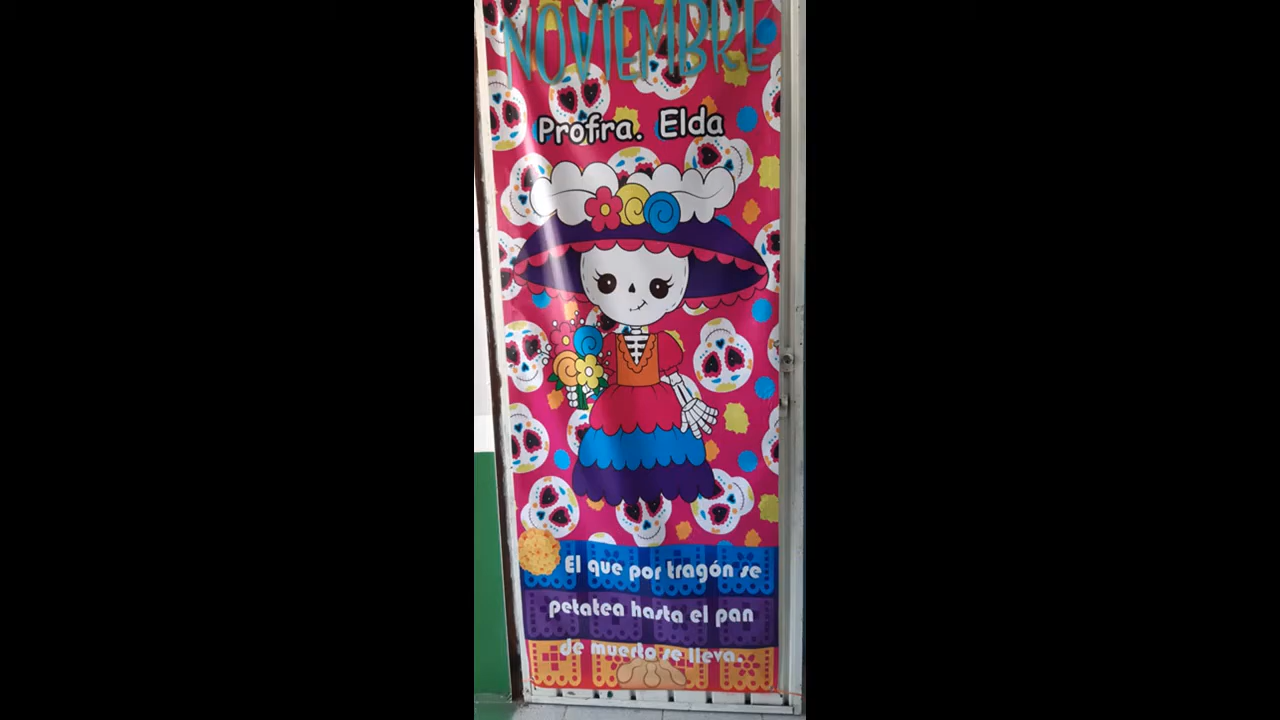 NOVIEMBRE
Profra. Elda
El que por tragón se
petatea hasta el pan
de muerto se lleva.